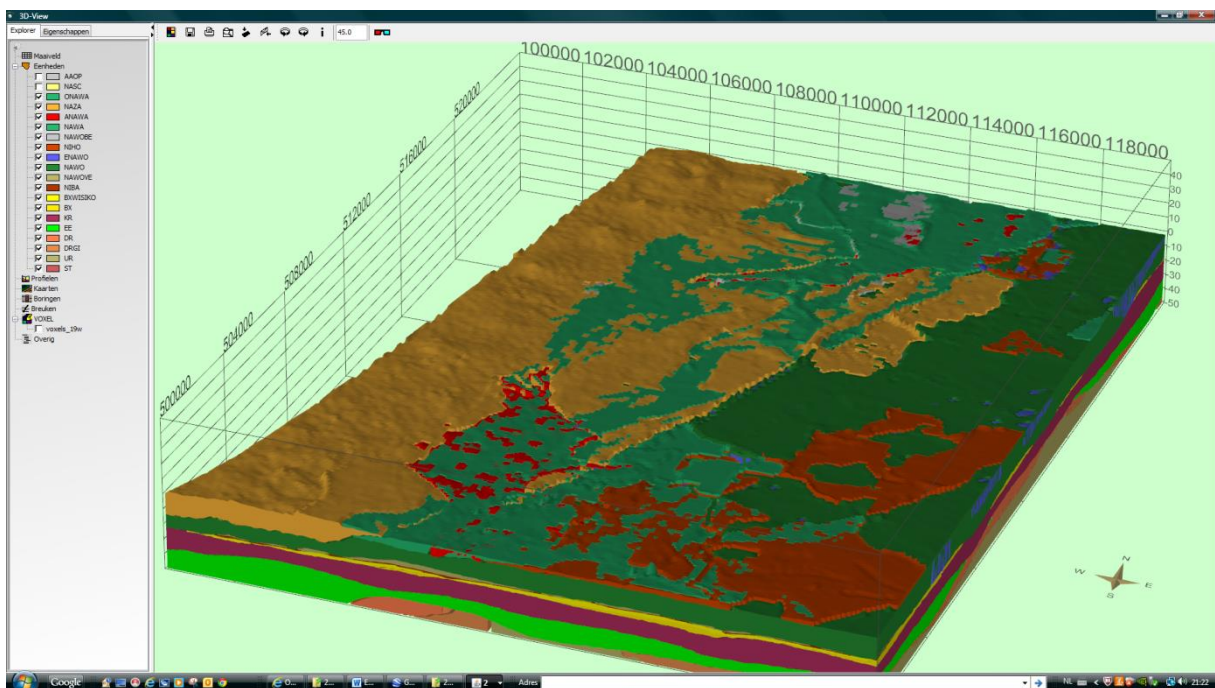 3D-View
Explorer Eigenschappen
45.0
Maaiveld
Eenheden
AAOP
NASC
ONAWA
NAZA
ANAWA
NAWA
NAWOBE
NIHO
ENAWO
NAWO
NAWOVE
NIBA
BXWISIKO
BX
KR
EE
DR
DRGI
UR
ST
Profielen
Kaarten
Boringen
Breuken
VOXEL
voxels_19w
Overig
100000 102000 104000 106000 108000 110000 112000 114000 116000 118000
520000
516000
512000
508000
504000
500000
40
30
20
10
0
-10
-20
-30
-40
-50
N
W E
S
Google O... 2... E... G... 2... 2 Adres NL 21:22